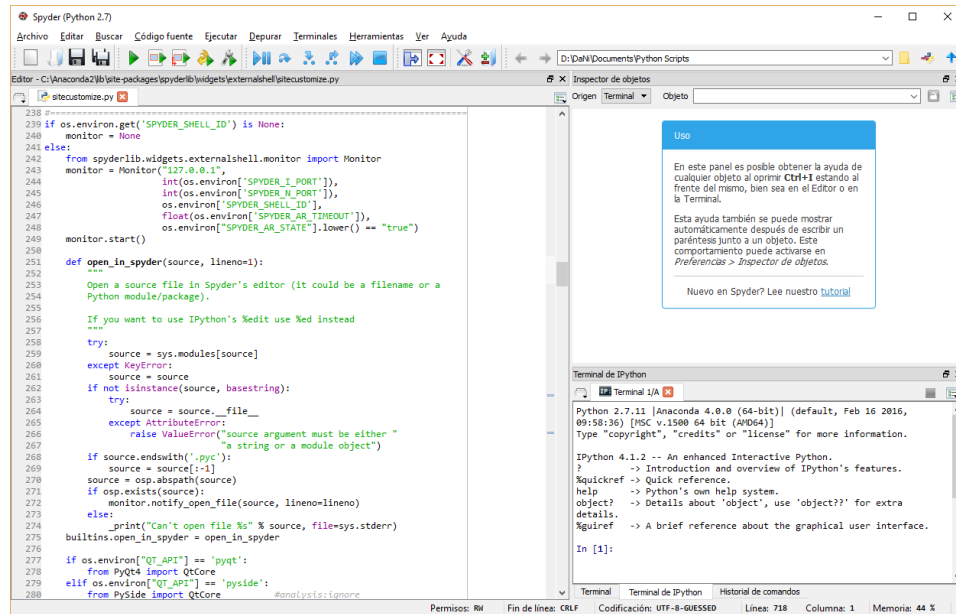 Spyder (Python 2.7)
Archivo Editar Buscar Código fuente Ejecutar Depurar Terminales Herramientas Ver Ayuda
D:\DaNi\Documents\Python Scripts
Editor - C:\Anaconda2\lib\site-packages\spyderlib\widgets\externalshell\sitecustomize.py
sitecustomize.py
238 #==============================================================================
239 if os.environ.get('SPYDER_SHELL_ID') is None:
240     monitor = None
241 else:
242     from spyderlib.widgets.externalshell.monitor import Monitor
243     monitor = Monitor("127.0.0.1",
244                       int(os.environ['SPYDER_I_PORT']),
245                       int(os.environ['SPYDER_N_PORT']),
246                       os.environ['SPYDER_SHELL_ID'],
247                       float(os.environ['SPYDER_AR_TIMEOUT']),
248                       os.environ["SPYDER_AR_STATE"].lower() == "true")
249     monitor.start()
250
251     def open_in_spyder(source, lineno=1):
252         """
253         Open a source file in Spyder's editor (it could be a filename or a
254         Python module/package).
255
256         If you want to use IPython's %edit use %ed instead
257         """
258         try:
259             source = sys.modules[source]
260         except KeyError:
261             source = source
262         if not isinstance(source, basestring):
263             try:
264                 source = source.__file__
265             except AttributeError:
266                 raise ValueError("source argument must be either "
267                                  "a string or a module object")
268         if source.endswith('.pyc'):
269             source = source[:-1]
270         source = osp.abspath(source)
271         if osp.exists(source):
272             monitor.notify_open_file(source, lineno=lineno)
273         else:
274             _print("Can't open file %s" % source, file=sys.stderr)
275     builtins.open_in_spyder = open_in_spyder
276
277     if os.environ["QT_API"] == 'pyqt':
278         from PyQt4 import QtCore
279     elif os.environ["QT_API"] == 'pyside':
280         from PySide import QtCore         #analysis:ignore
Inspector de objetos
Origen Terminal Objeto
Uso
En este panel es posible obtener la ayuda de
cualquier objeto al oprimir Ctrl+I estando al
frente del mismo, bien sea en el Editor o en
la Terminal.
Esta ayuda también se puede mostrar
automáticamente después de escribir un
paréntesis junto a un objeto. Este
comportamiento puede activarse en
Preferencias > Inspector de objetos.
Nuevo en Spyder? Lee nuestro tutorial
Terminal de IPython
IP: Terminal 1/A
Python 2.7.11 |Anaconda 4.0.0 (64-bit)| (default, Feb 16 2016,
09:58:36) [MSC v.1500 64 bit (AMD64)]
Type "copyright", "credits" or "license" for more information.
IPython 4.1.2 -- An enhanced Interactive Python.
?         -> Introduction and overview of IPython's features.
%quickref -> Quick reference.
help      -> Python's own help system.
object?   -> Details about 'object', use 'object??' for extra
details.
%guiref   -> A brief reference about the graphical user interface.
In [1]:
Terminal Terminal de IPython Historial de comandos
Permisos: RW Fin de línea: CRLF Codificación: UTF-8-GUESSED Línea: 718 Columna: 1 Memoria: 44 %